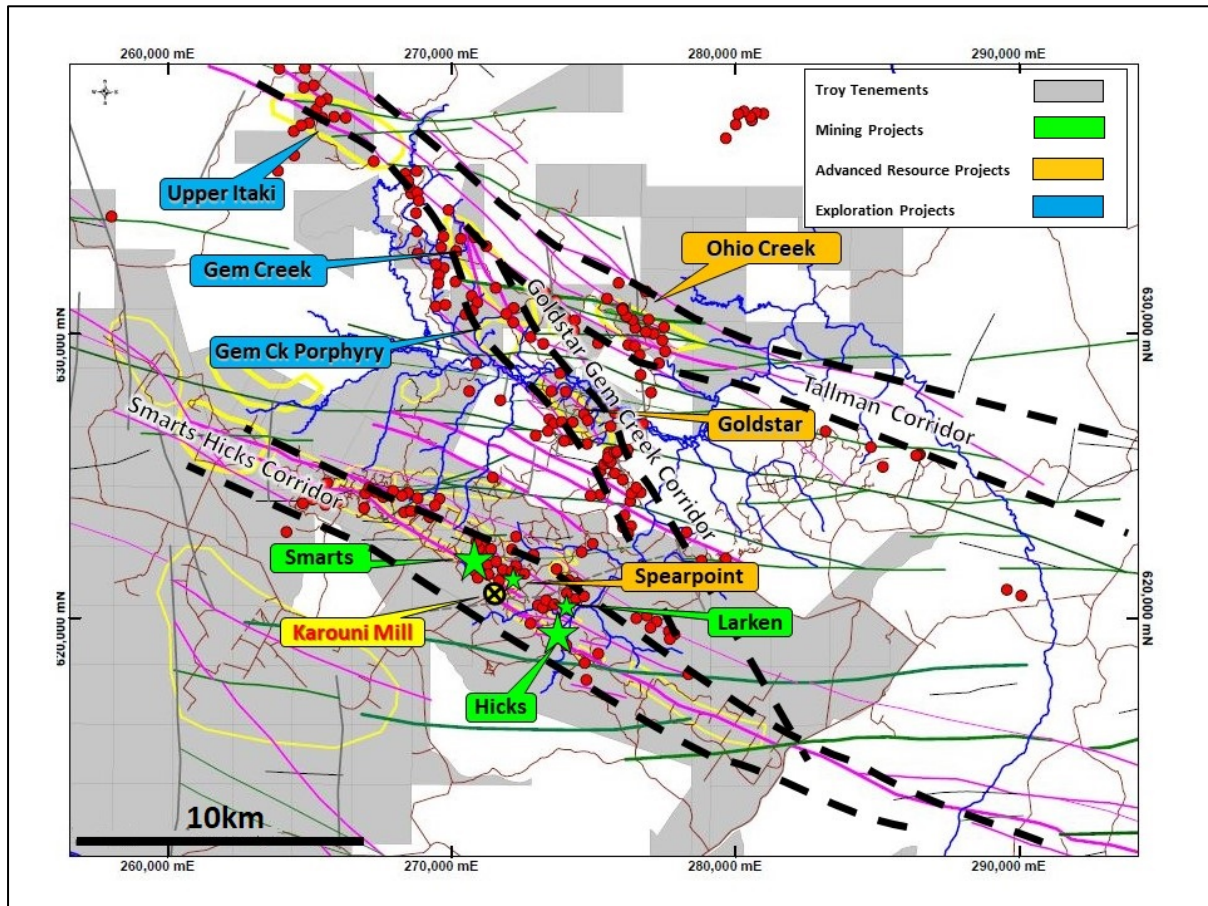 260,000 mE
270,000 mE
280,000 mE
290,000 mE
Troy Tenements
Mining Projects
Advanced Resource Projects
Exploration Projects
Upper Itaki
Gem Creek
Ohio Creek
Gem Ck Porphyry
630,000 mN
630,000 mN
Goldstar Gem Creek Corridor
Tallman Corridor
Goldstar
Smarts-Hicks Corridor
Smarts
Spearpoint
Larken
Karouni Mill
620,000 mN
620,000 mN
Hicks
10km
260,000 mE
270,000 mE
280,000 mE
290,000 mE